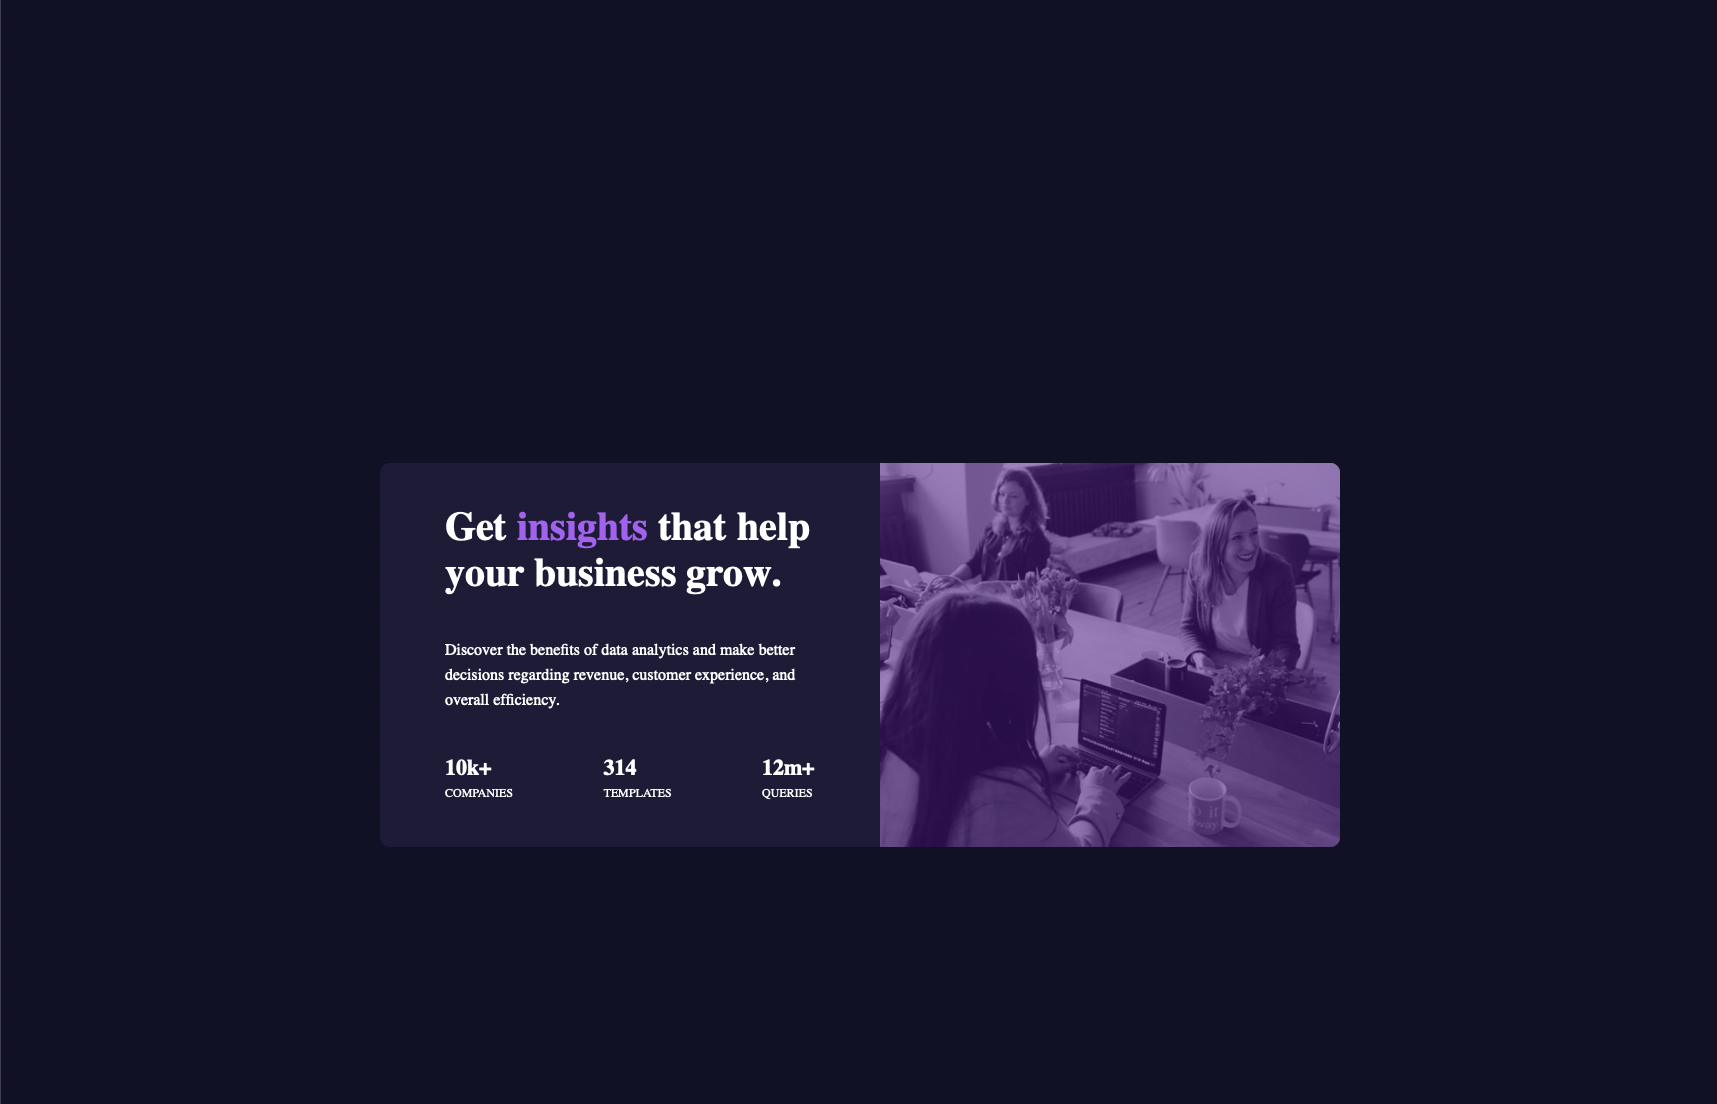 Get insights that help
your business grow.
Discover the benefits of data analytics and make better
decisions regarding revenue, customer experience, and
overall efficiency.
10k+ 314 12m+
COMPANIES TEMPLATES QUERIES